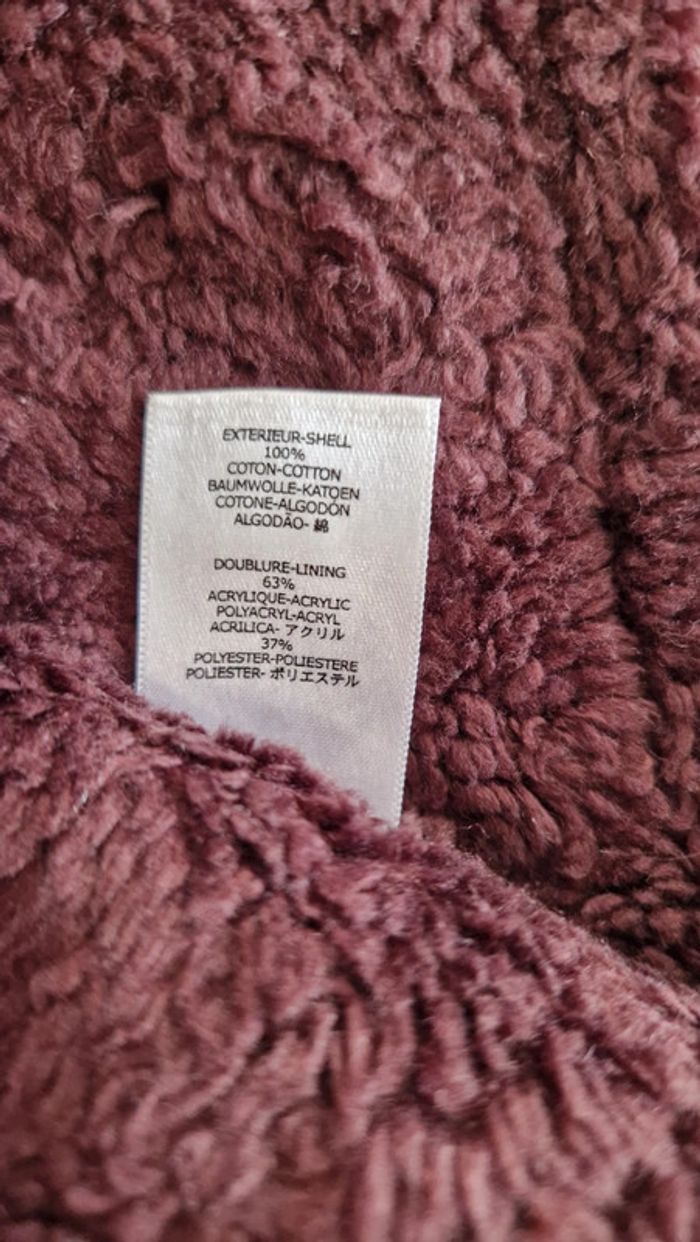 EXTERIEUR-SHELL
100%
COTON-COTTON
BAUMWOLLE-KATOEN
COTONE-ALGODÓN
ALGODÃO- 綿
DOUBLURE-LINING
63%
ACRYLIQUE-ACRYLIC
POLYACRYL-ACRYL
ACRILICA- アクリル
37%
POLYESTER-POLIESTERE
POLIESTER- ポリエステル